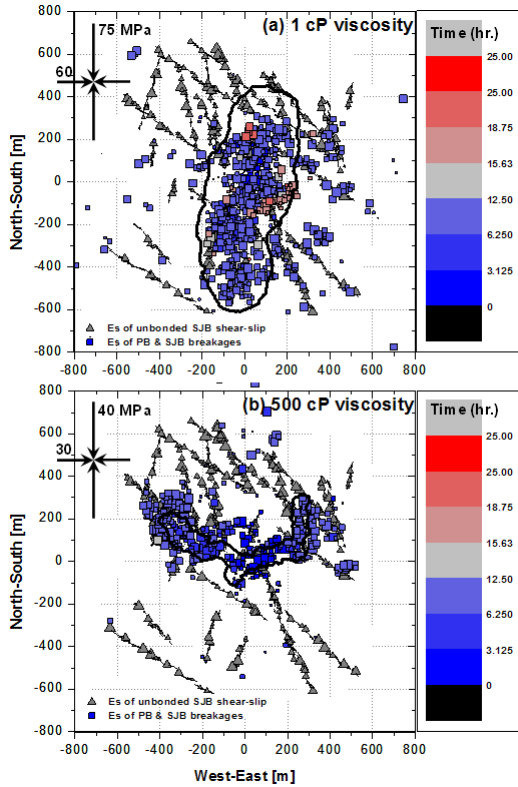 (a) 1 cP viscosity
75 MPa
60
800
600
400
200
0
-200
-400
-600
-800
North-South [m]
Es of unbonded SJB shear-slip
Es of PB & SJB breakages
-800 -600 -400 -200 0 200 400 600 800
Time (hr.)
25.00
25.00
18.75
15.63
12.50
6.250
3.125
0
(b) 500 cP viscosity
40 MPa
30
800
600
400
200
0
-200
-400
-600
-800
North-South [m]
Es of unbonded SJB shear-slip
Es of PB & SJB breakages
-800 -600 -400 -200 0 200 400 600 800
West-East [m]
Time (hr.)
25.00
25.00
18.75
15.63
12.50
6.250
3.125
0